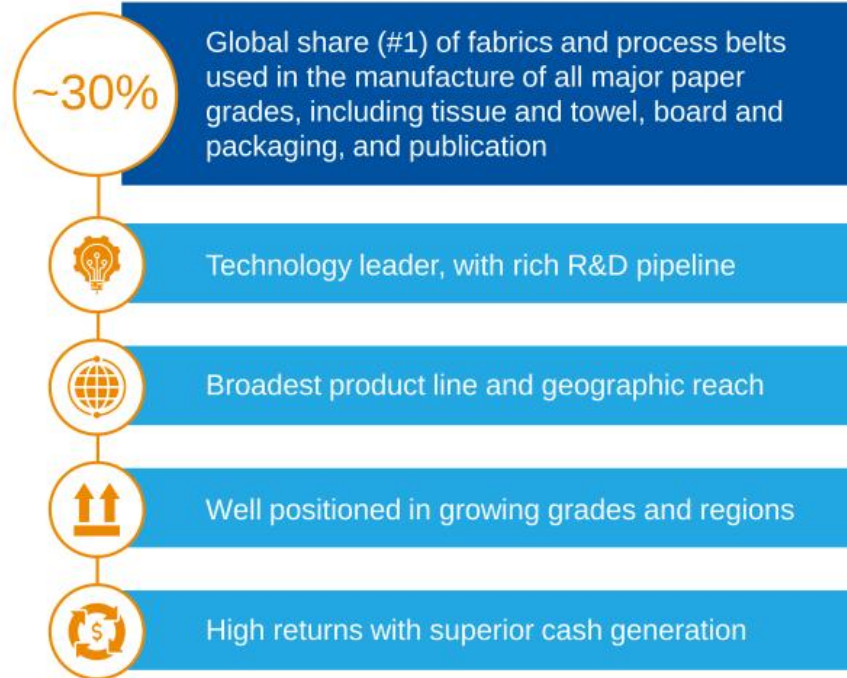 ~30%
Global share (#1) of fabrics and process belts
used in the manufacture of all major paper
grades, including tissue and towel, board and
packaging, and publication
Technology leader, with rich R&D pipeline
Broadest product line and geographic reach
Well positioned in growing grades and regions
$
High returns with superior cash generation